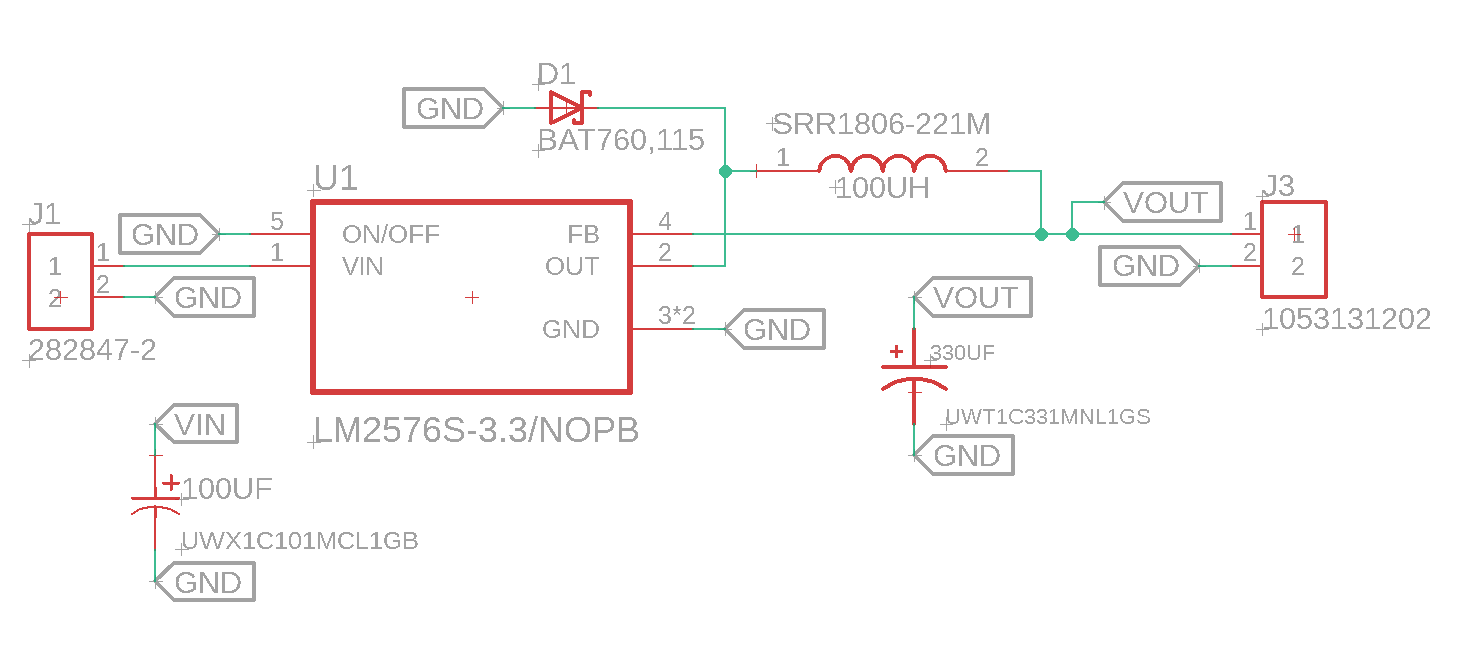 D1
GND
BAT760,115
SRR1806-221M
1 2
100UH
U1
J1
GND 5 ON/OFF FB 4
1 1 1 VIN OUT 2
2 2 GND
GND 3*2 GND
282847-2
LM2576S-3.3/NOPB
VOUT
J3
1 1
GND 2 2
1053131202
VOUT
+ 330UF
UWT1C331MNL1GS
GND
VIN
+ 100UF
UWX1C101MCL1GB
GND